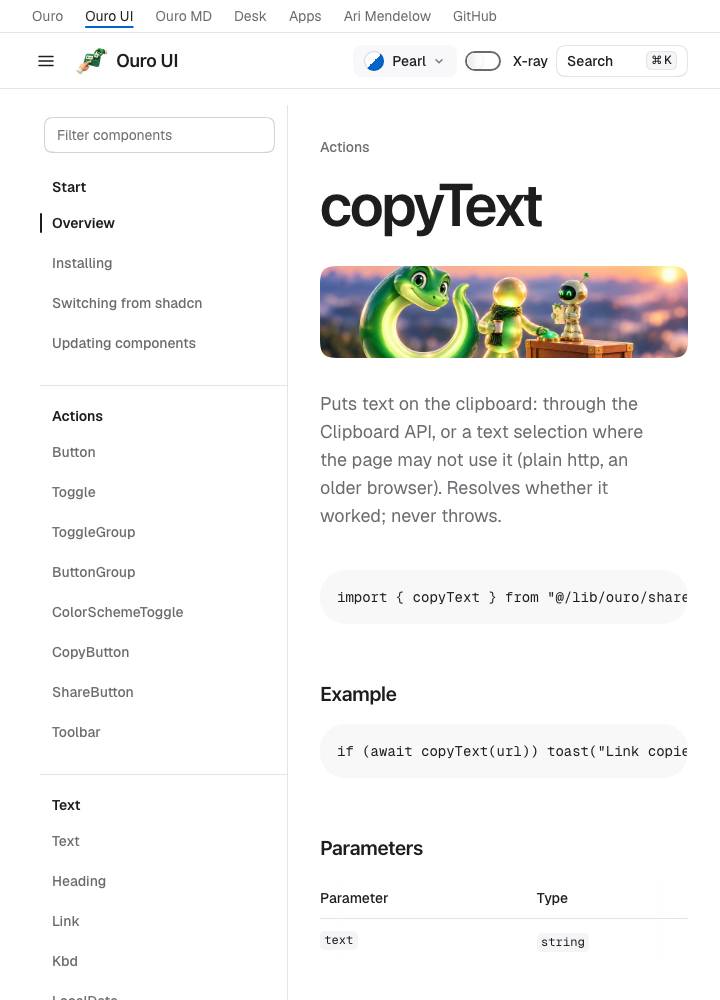 Ouro Ouro UI Ouro MD Desk Apps Ari Mendelow GitHub
Ouro UI Pearl X-ray Search ⌘ K
Filter components
Start
Overview
Installing
Switching from shadcn
Updating components
Actions
Button
Toggle
ToggleGroup
ButtonGroup
ColorSchemeToggle
CopyButton
ShareButton
Toolbar
Text
Text
Heading
Link
Kbd
Actions
copyText
Puts text on the clipboard: through the
Clipboard API, or a text selection where
the page may not use it (plain http, an
older browser). Resolves whether it
worked; never throws.
import { copyText } from "@/lib/ouro/share
Example
if (await copyText(url)) toast("Link copie
Parameters
Parameter Type
text string